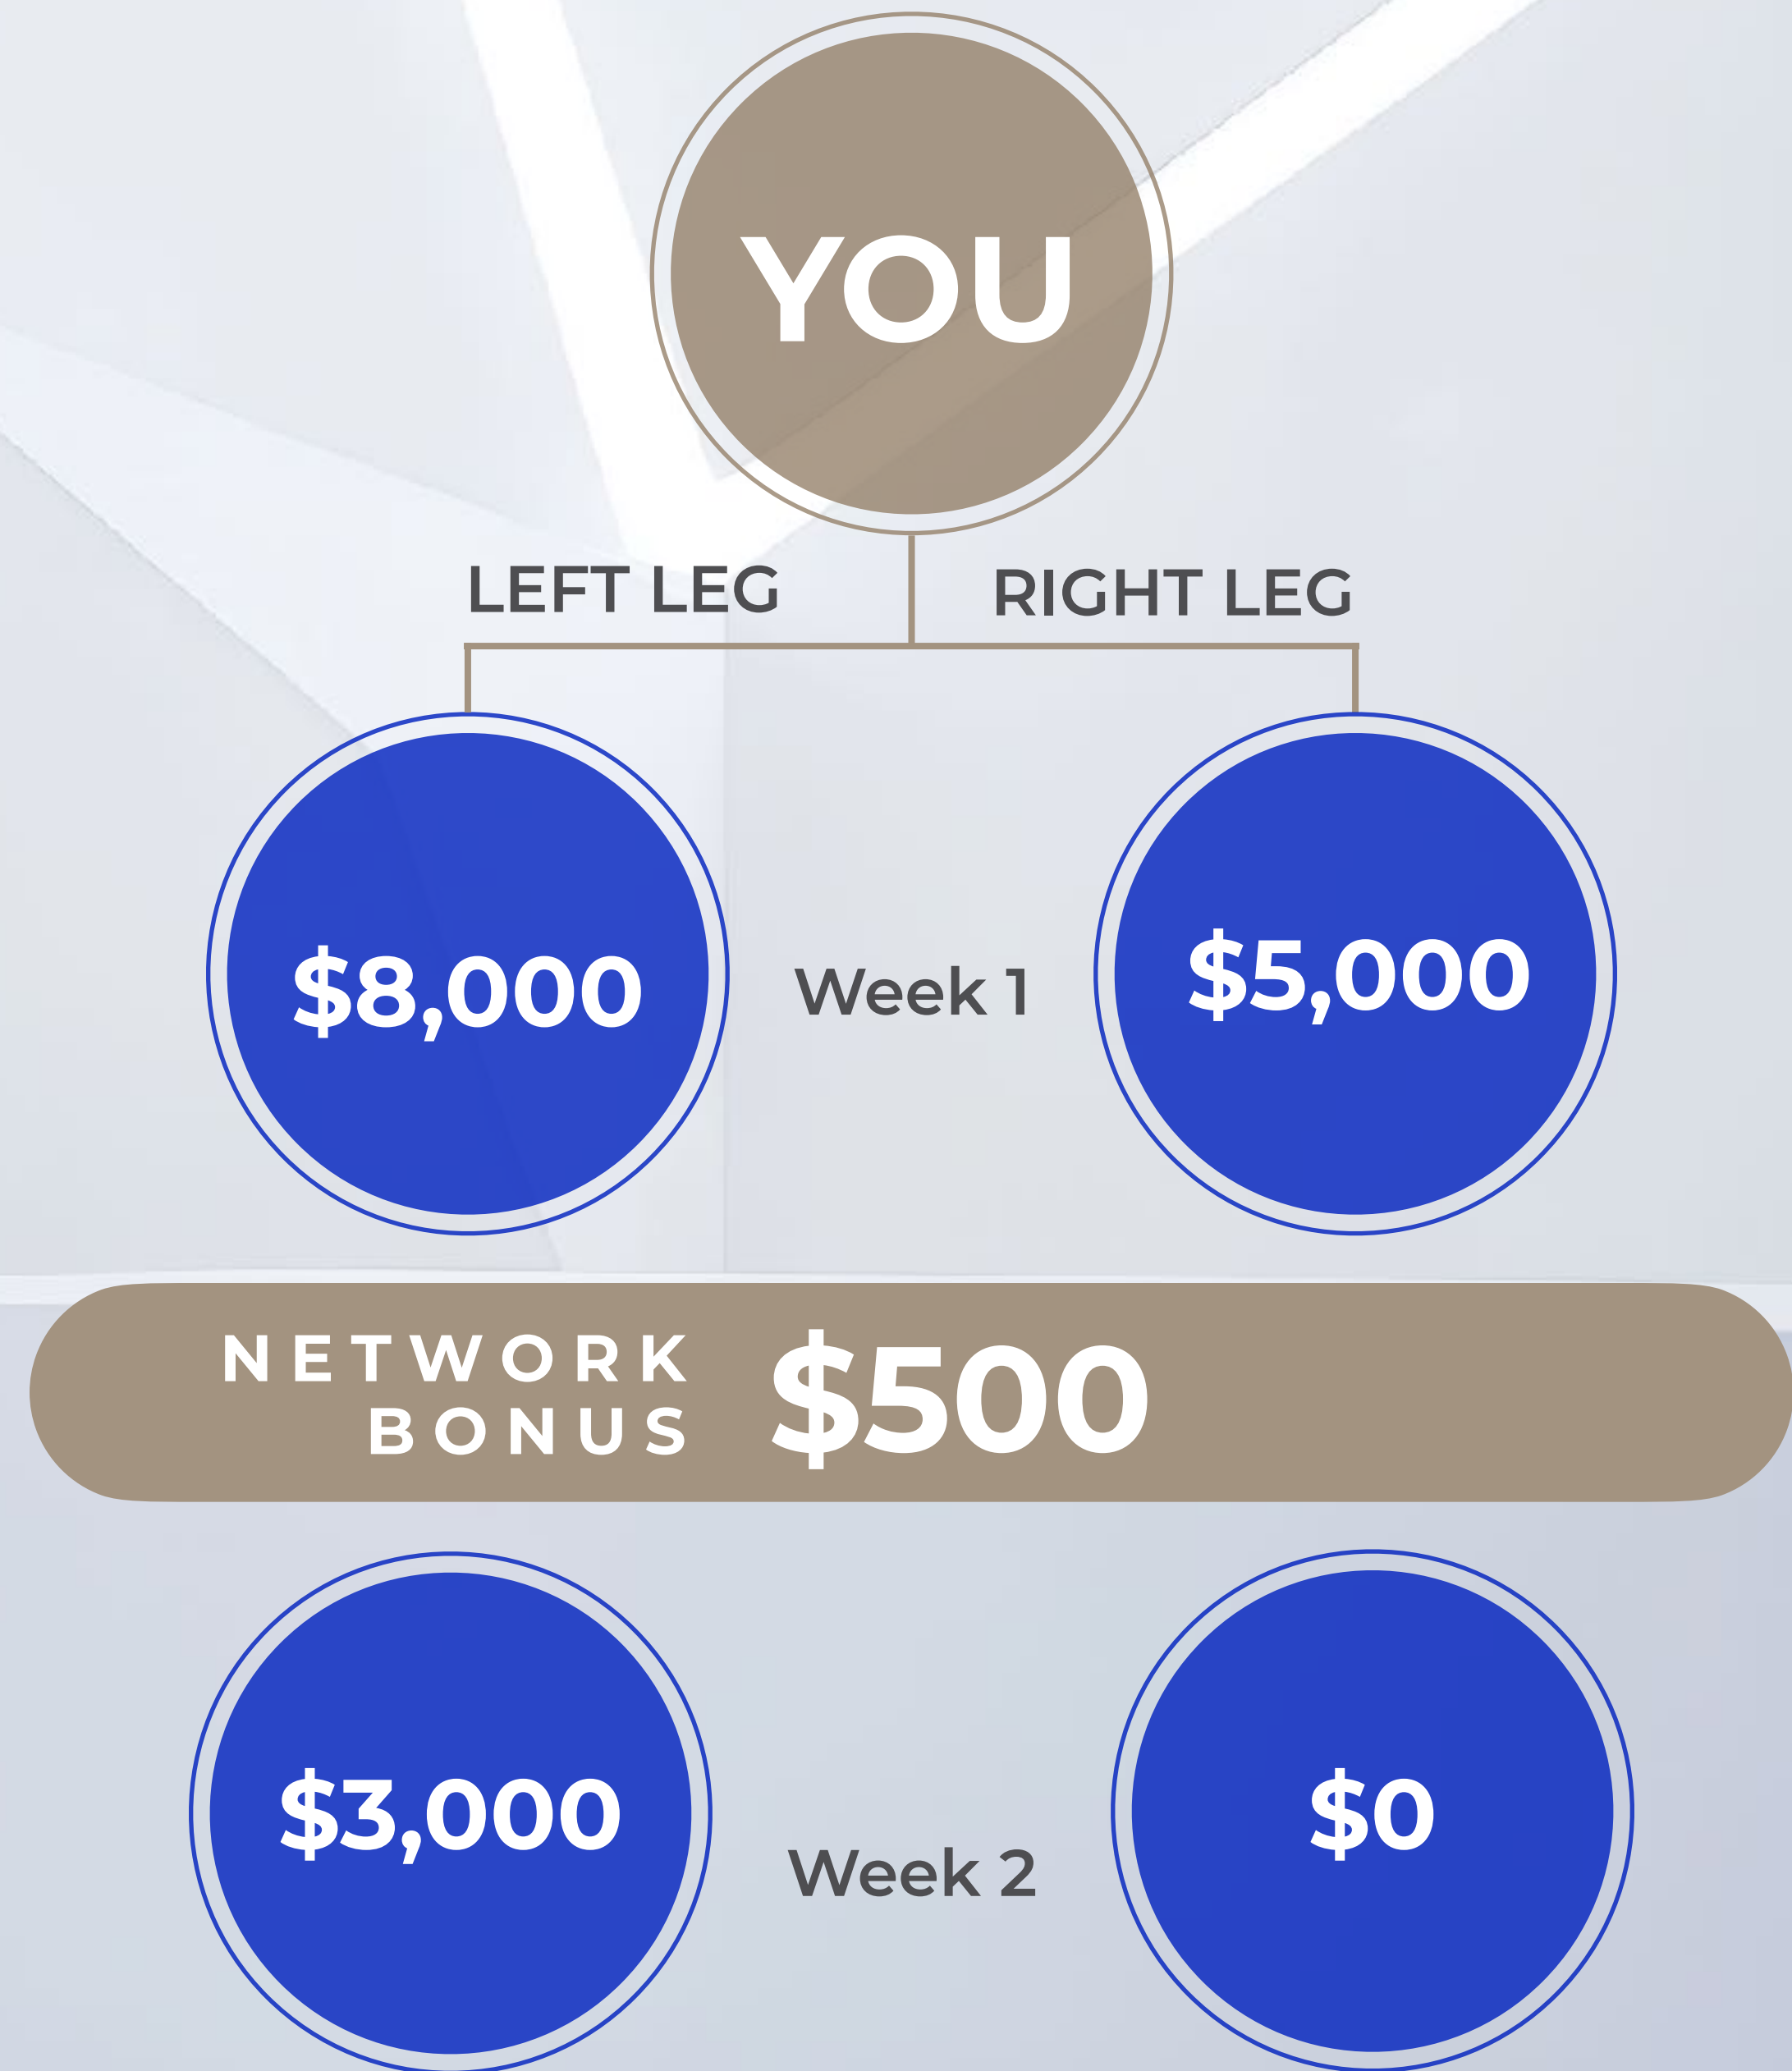 YOU
LEFT LEG
RIGHT LEG
$8,000
Week 1
$5,000
NETWORK
BONUS
$500
$3,000
Week 2
$0